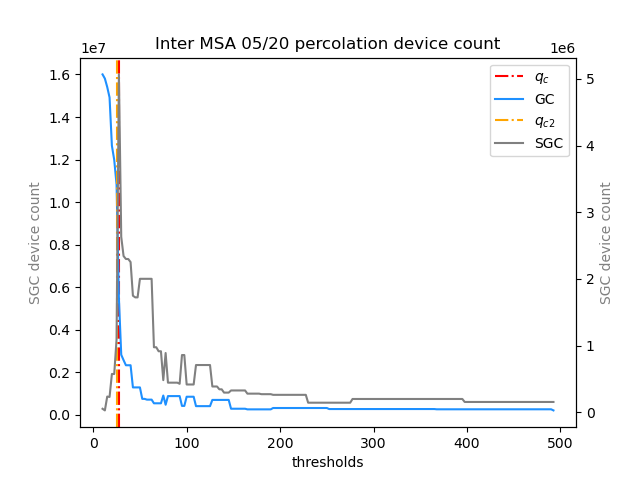 Inter MSA 05/20 percolation device count
1e7
1e6
1.6
1.4
1.2
1.0
0.8
0.6
0.4
0.2
0.0
5
4
3
2
1
0
SGC device count
SGC device count
q_c
GC
q_c2
SGC
0
100
200
300
400
500
thresholds